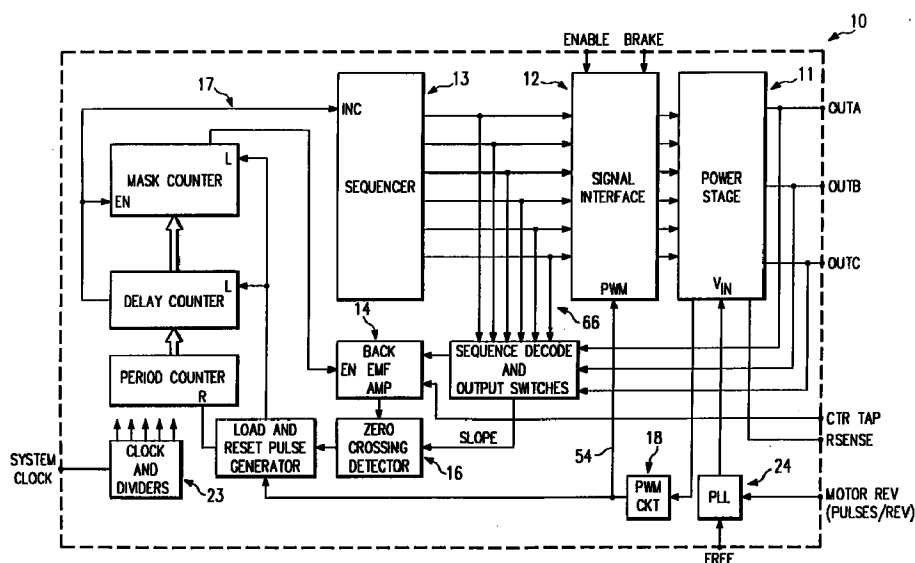 10
ENABLE BRAKE
17
13
12
11
INC
OUTA
L
MASK COUNTER
EN
SEQUENCER
SIGNAL
INTERFACE
POWER
STAGE
OUTB
OUTC
L
DELAY COUNTER
PWM
VIN
14
66
PERIOD COUNTER
R
BACK
EN EMF
AMP
SEQUENCE DECODE
AND
OUTPUT SWITCHES
CTR TAP
RSENSE
SYSTEM
CLOCK
CLOCK
AND
DIVIDERS
23
LOAD AND
RESET PULSE
GENERATOR
ZERO
CROSSING
DETECTOR
SLOPE
16
54
18
PWM
CKT
PLL
24
MOTOR REV
(PULSES/REV)
FREF